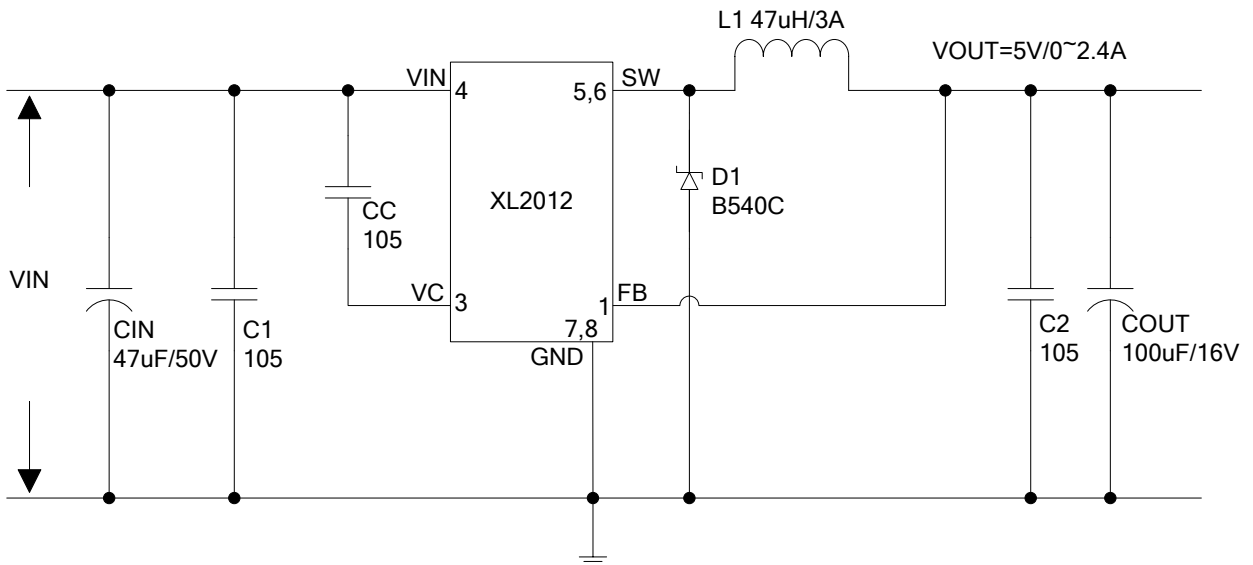 L1 47uH/3A
VOUT=5V/0~2.4A
VIN
4
5,6
SW
XL2012
D1
B540C
CC
105
VIN
VC
3
1
FB
7,8
GND
CIN
47uF/50V
C1
105
C2
105
COUT
100uF/16V